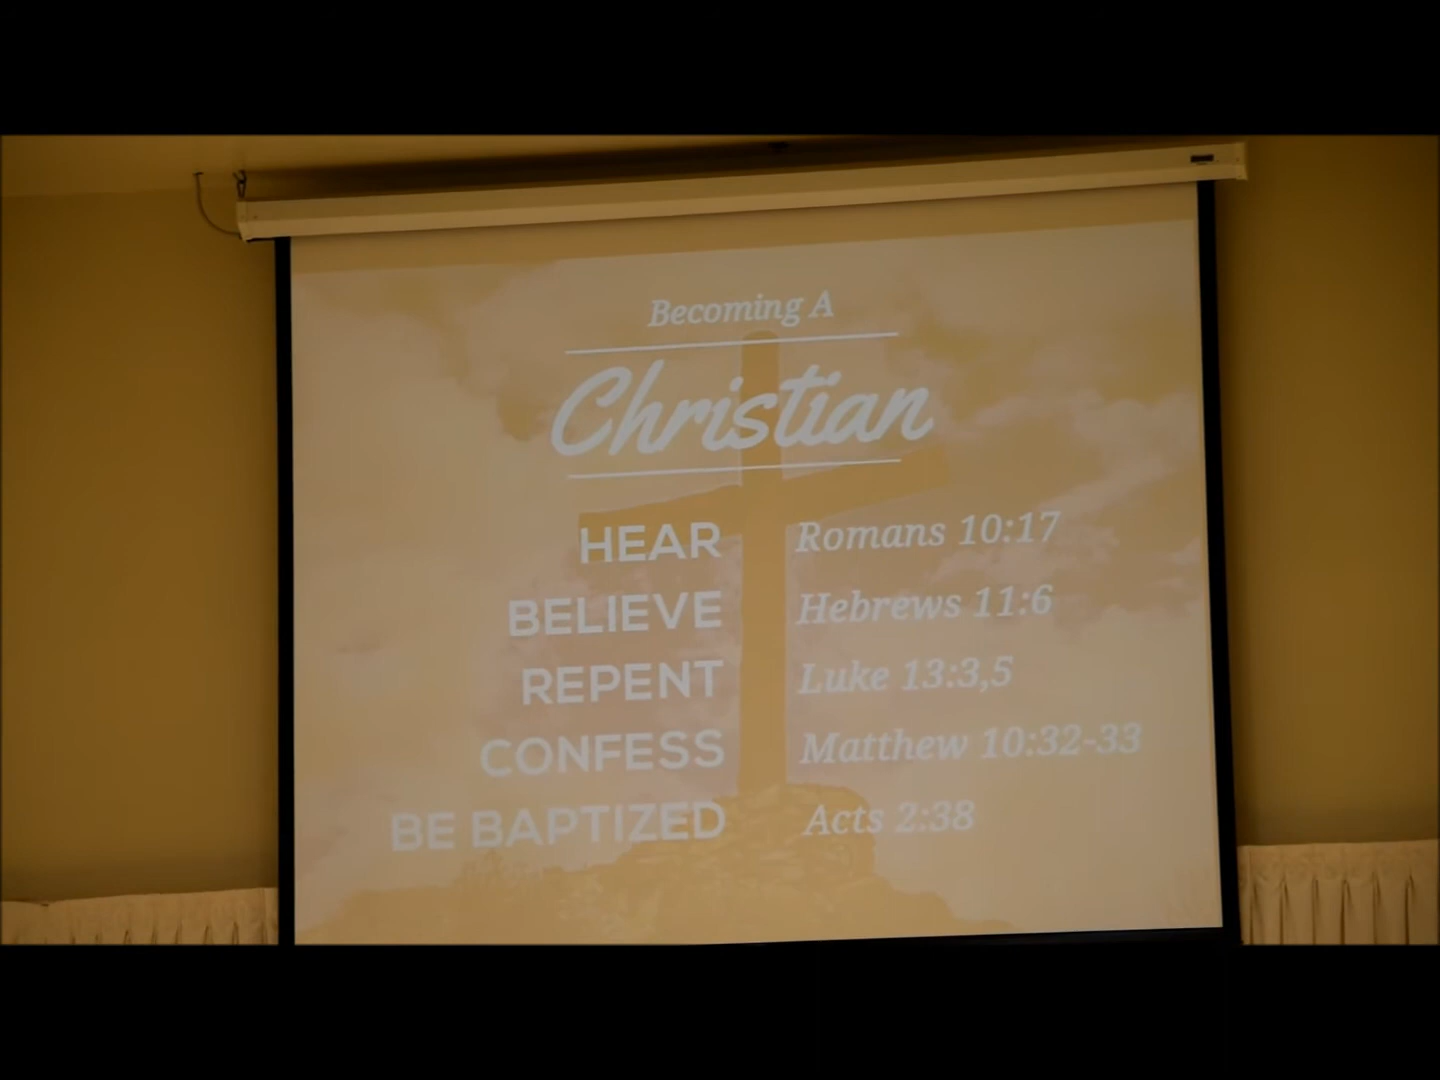 Becoming A
Christian
HEAR Romans 10:17
BELIEVE Hebrews 11:6
REPENT Luke 13:3,5
CONFESS Matthew 10:32-33
BE BAPTIZED Acts 2:38